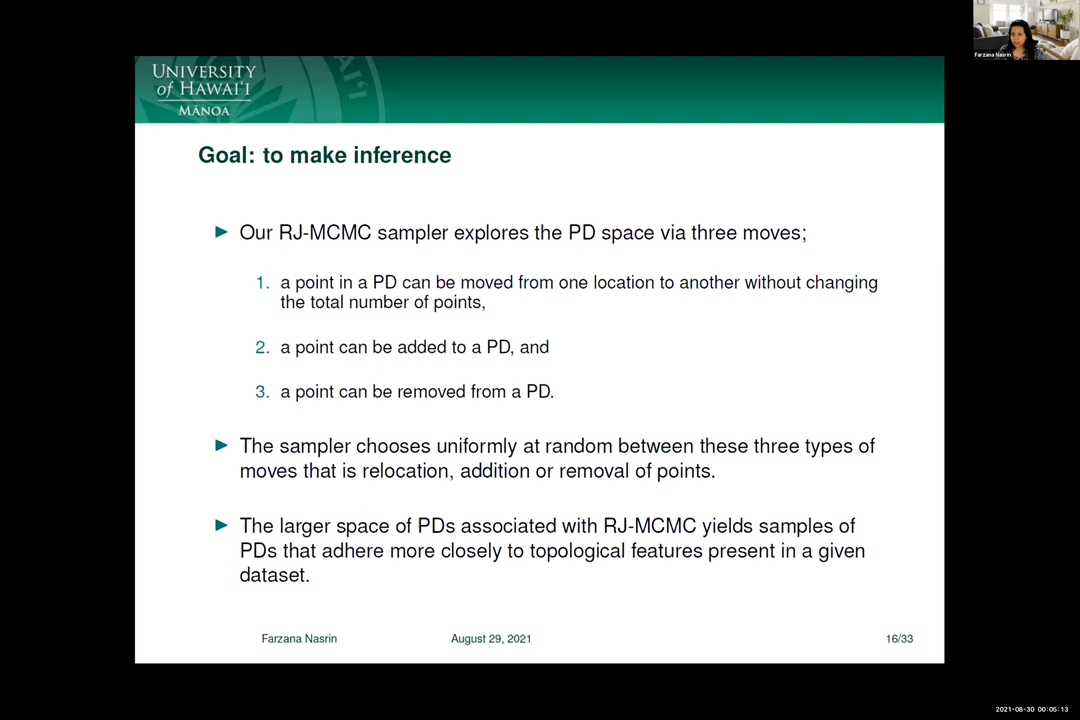 UNIVERSITY
of HAWAI‘I
MĀNOA
Farzana Nasrin
Goal: to make inference
▶ Our RJ-MCMC sampler explores the PD space via three moves;
1. a point in a PD can be moved from one location to another without changing
the total number of points,
2. a point can be added to a PD, and
3. a point can be removed from a PD.
▶ The sampler chooses uniformly at random between these three types of
moves that is relocation, addition or removal of points.
▶ The larger space of PDs associated with RJ-MCMC yields samples of
PDs that adhere more closely to topological features present in a given
dataset.
Farzana Nasrin August 29, 2021 16/33
2021-08-30 00:05:13